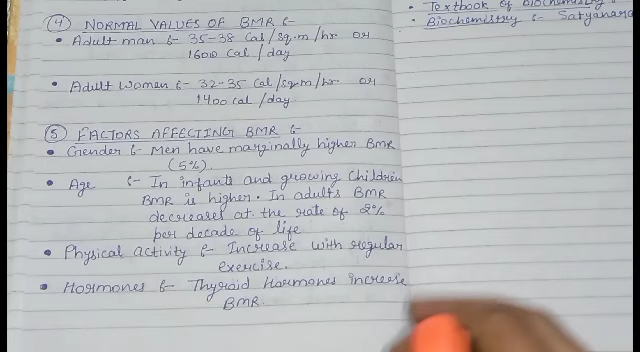 ④ NORMAL VALUES OF BMR :-
• Adult man :- 35-38 Cal/sq.m/hr or
1600 Cal/day
• Adult Women :- 32-35 Cal/sq.m/hr or
1400 cal/day
⑤ FACTORS AFFECTING BMR :-
• Gender :- Men have marginally higher BMR
(5%).
• Age :- In infants and growing children
BMR is higher. In adults BMR
decreases at the rate of 2%
per decade of life
• Physical activity :- Increase with regular
exercise.
• Hormones :- Thyroid Hormones increase
BMR.
• Textbook of Biochemistry
• Biochemistry :- Satyanara